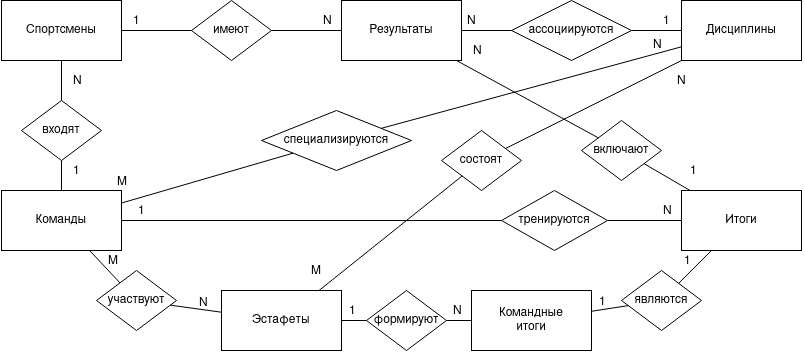 Спортсмены
1
имеют
N
Результаты
N
ассоциируются
1
Дисциплины
N
N
N
N
входят
специализируются
состоят
включают
1
M
1
Команды
1
тренируются
N
Итоги
M
M
1
участвуют
N
Эстафеты
1
формируют
N
Командные
итоги
1
являются